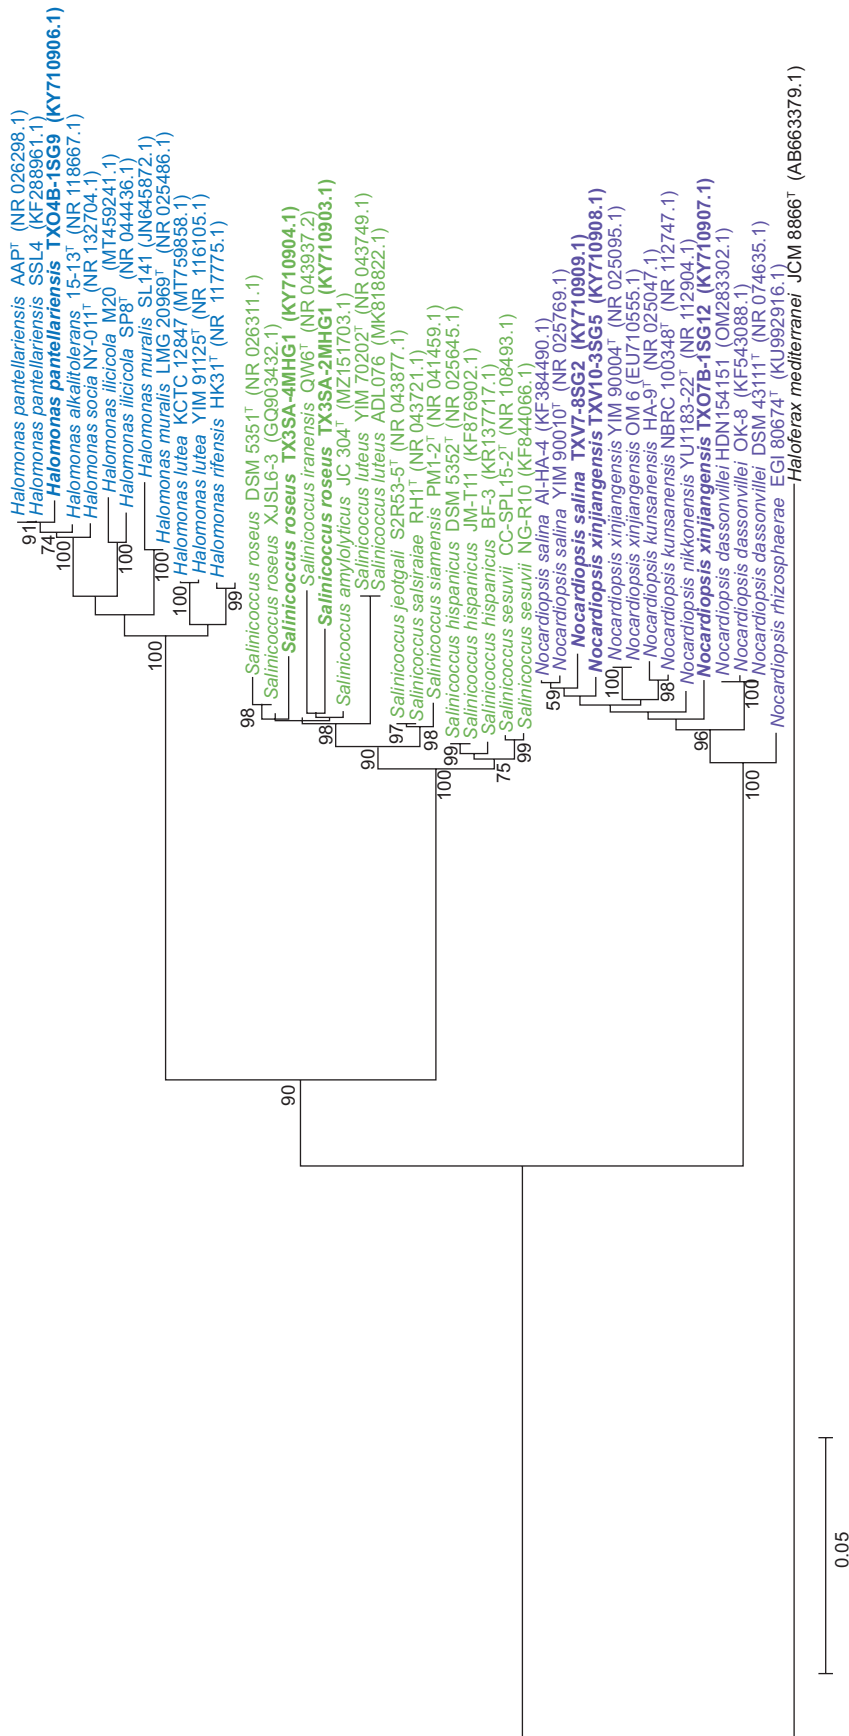 Halomonas pantellariensis AAPᵀ (NR 026298.1)
Halomonas pantellariensis SSL4 (KF288961.1)
Halomonas pantellariensis TXO4B-1SG9 (KY710906.1)
Halomonas alkalitolerans 15-13ᵀ (NR 118667.1)
Halomonas socia NY-011ᵀ (NR 132704.1)
Halomonas ilicicola M20 (MT459241.1)
Halomonas ilicicola SP8ᵀ (NR 044436.1)
Halomonas muralis SL141 (JN645872.1)
Halomonas muralis LMG 20969ᵀ (NR 025486.1)
Halomonas lutea KCTC 12847 (MT759858.1)
Halomonas lutea YIM 91125ᵀ (NR 116105.1)
Halomonas rifensis HK31ᵀ (NR 117775.1)
Salinicoccus roseus DSM 5351ᵀ (NR 026311.1)
Salinicoccus roseus XJSL6-3 (GQ903432.1)
Salinicoccus roseus TX3SA-4MHG1 (KY710904.1)
Salinicoccus iranensis QW6ᵀ (NR 043937.2)
Salinicoccus roseus TX3SA-2MHG1 (KY710903.1)
Salinicoccus amylolyticus JC 304ᵀ (MZ151703.1)
Salinicoccus luteus YIM 70202ᵀ (NR 043749.1)
Salinicoccus luteus ADL076 (MK818822.1)
Salinicoccus jeotgali S2R53-5ᵀ (NR 043877.1)
Salinicoccus salsiraiae RH1ᵀ (NR 043721.1)
Salinicoccus siamensis PM1-2ᵀ (NR 041459.1)
Salinicoccus hispanicus DSM 5352ᵀ (NR 025645.1)
Salinicoccus hispanicus JM-T11 (KF876902.1)
Salinicoccus hispanicus BF-3 (KR137717.1)
Salinicoccus sesuvii CC-SPL15-2ᵀ (NR 108493.1)
Salinicoccus sesuvii NG-R10 (KF844066.1)
Nocardiopsis salina AI-HA-4 (KF384490.1)
Nocardiopsis salina YIM 90010ᵀ (NR 025769.1)
Nocardiopsis salina TXV7-8SG2 (KY710909.1)
Nocardiopsis xinjiangensis TXV10-3SG5 (KY710908.1)
Nocardiopsis xinjiangensis YIM 90004ᵀ (NR 025095.1)
Nocardiopsis xinjiangensis OM 6 (EU710555.1)
Nocardiopsis kunsanensis HA-9ᵀ (NR 025047.1)
Nocardiopsis kunsanensis NBRC 100348ᵀ (NR 112747.1)
Nocardiopsis nikkonensis YU1183-22ᵀ (NR 112904.1)
Nocardiopsis xinjiangensis TXO7B-1SG12 (KY710907.1)
Nocardiopsis dassonvillei HDN154151 (OM283302.1)
Nocardiopsis dassonvillei OK-8 (KF543088.1)
Nocardiopsis dassonvillei DSM 43111ᵀ (NR 074635.1)
Nocardiopsis rhizosphaerae EGI 80674ᵀ (KU992916.1)
Haloferax mediterranei JCM 8866ᵀ (AB663379.1)
91
74
100
100
100
100
99
100
98
98
90
97
98
99
75
99
100
90
59
100
98
96
100
100
0.05